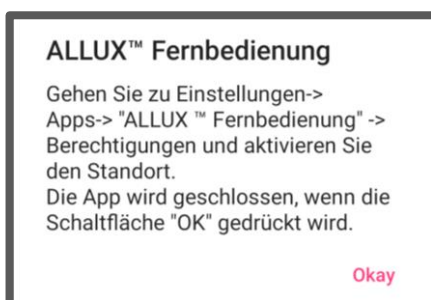 ALLUX™ Fernbedienung
Gehen Sie zu Einstellungen->
Apps-> "ALLUX ™ Fernbedienung" ->
Berechtigungen und aktivieren Sie
den Standort.
Die App wird geschlossen, wenn die
Schaltfläche "OK" gedrückt wird.
Okay